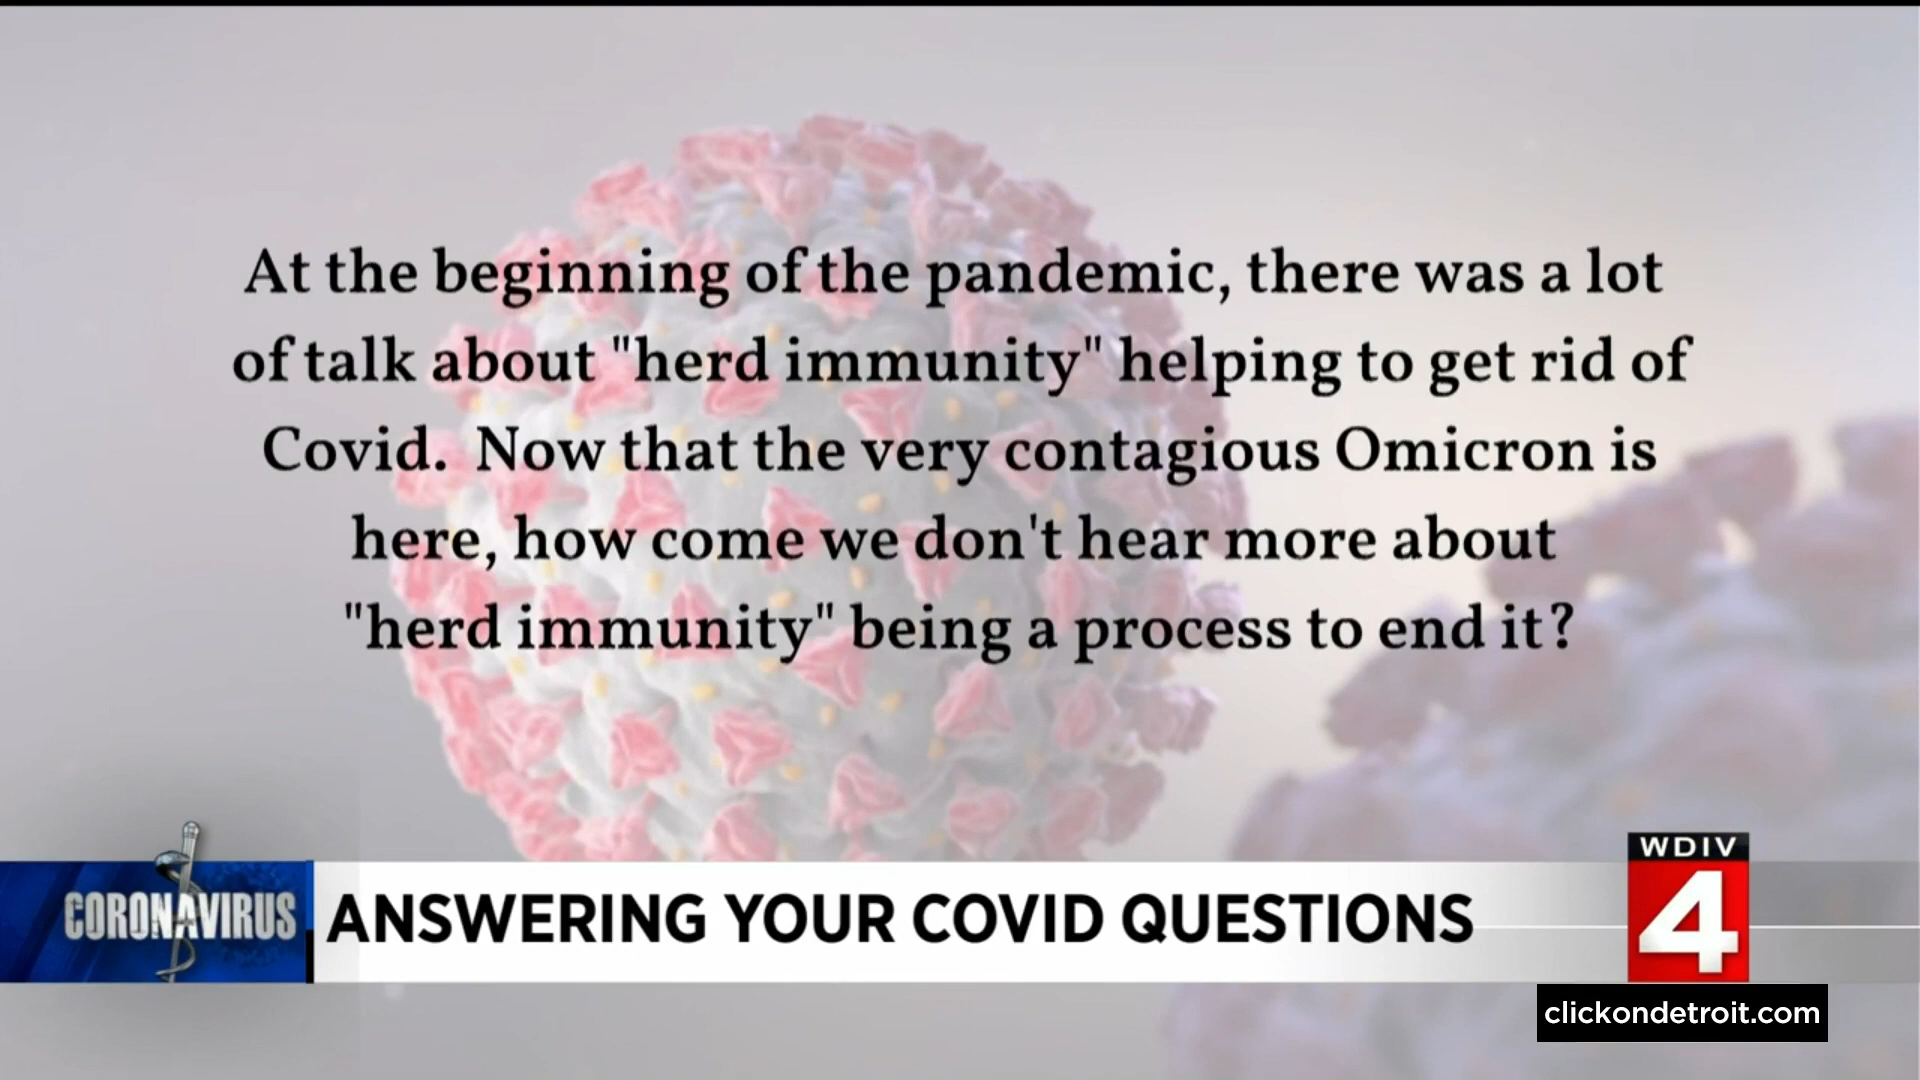 At the beginning of the pandemic, there was a lot
of talk about "herd immunity" helping to get rid of
Covid.  Now that the very contagious Omicron is
here, how come we don't hear more about
"herd immunity" being a process to end it?
WDIV
4
CORONAVIRUS
ANSWERING YOUR COVID QUESTIONS
clickondetroit.com